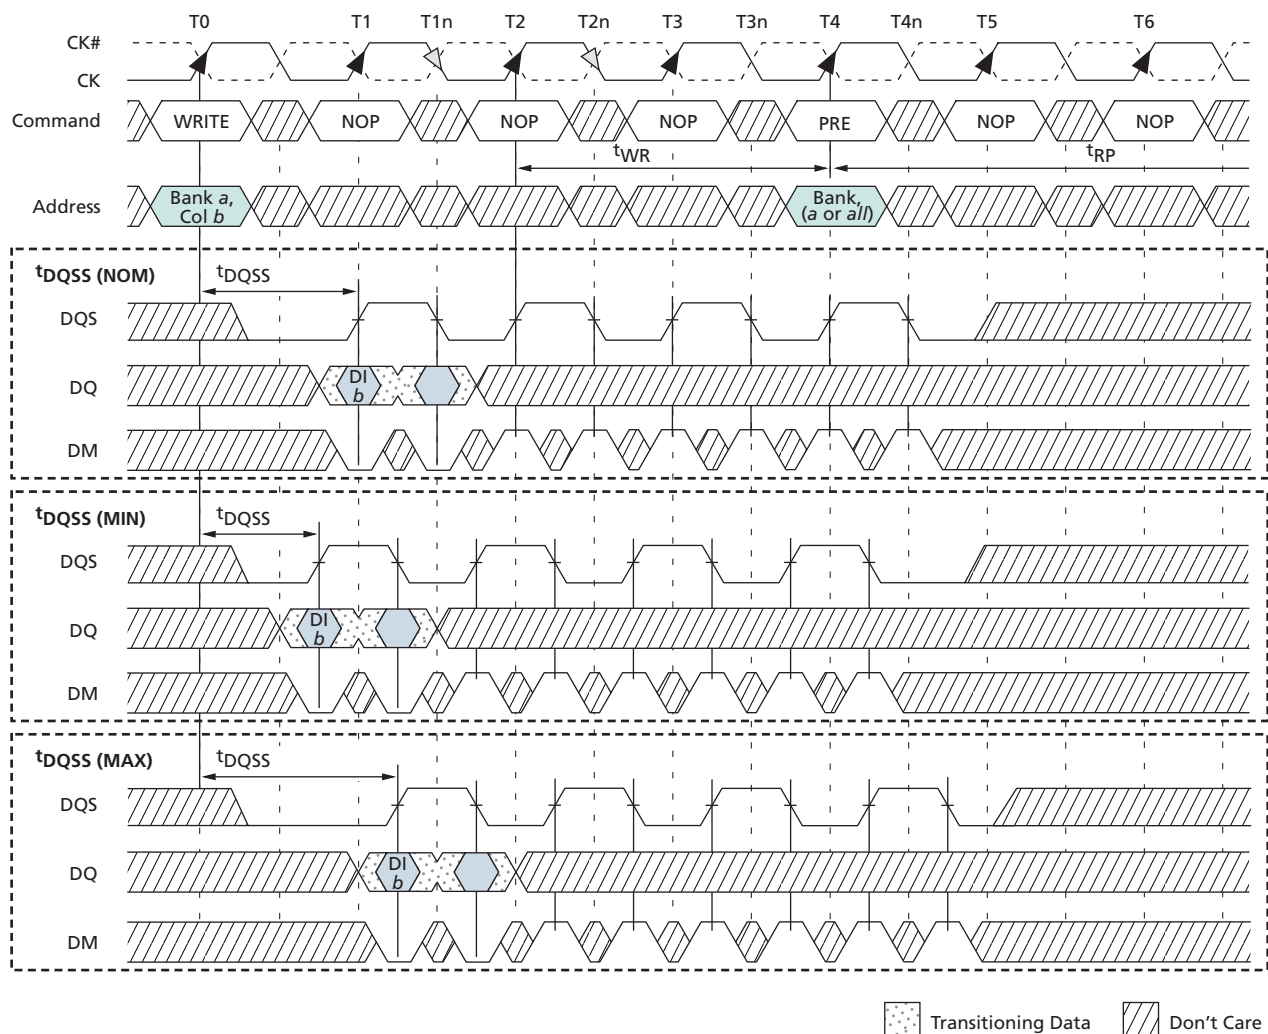 T0 T1 T1n T2 T2n T3 T3n T4 T4n T5 T6
CK#
CK
Command WRITE NOP NOP NOP PRE NOP NOP
tWR tRP
Address Bank a, Col b Bank, (a or all)
tDQSS (NOM) tDQSS
DQS
DQ DI b
DM
tDQSS (MIN) tDQSS
DQS
DQ DI b
DM
tDQSS (MAX) tDQSS
DQS
DQ DI b
DM
Transitioning Data Don't Care